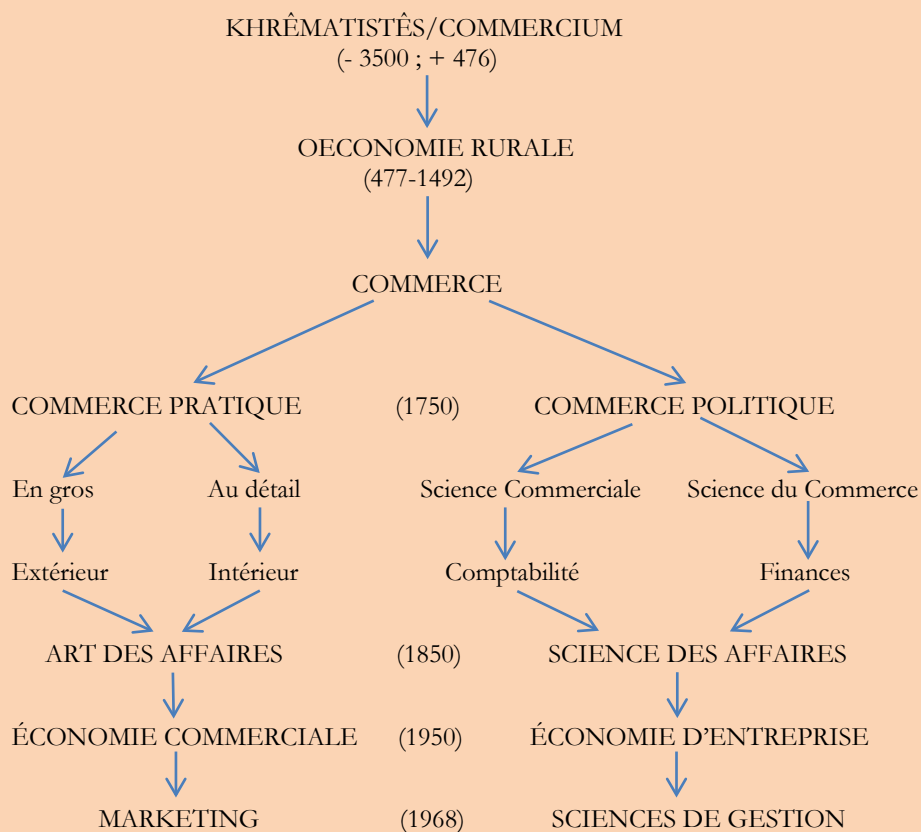 KHRÊMATISTÊS/COMMERCIUM
(- 3500 ; + 476)
OECONOMIE RURALE
(477-1492)
COMMERCE
COMMERCE PRATIQUE (1750) COMMERCE POLITIQUE
En gros Au détail Science Commerciale Science du Commerce
Extérieur Intérieur Comptabilité Finances
ART DES AFFAIRES (1850) SCIENCE DES AFFAIRES
ÉCONOMIE COMMERCIALE (1950) ÉCONOMIE D'ENTREPRISE
MARKETING (1968) SCIENCES DE GESTION